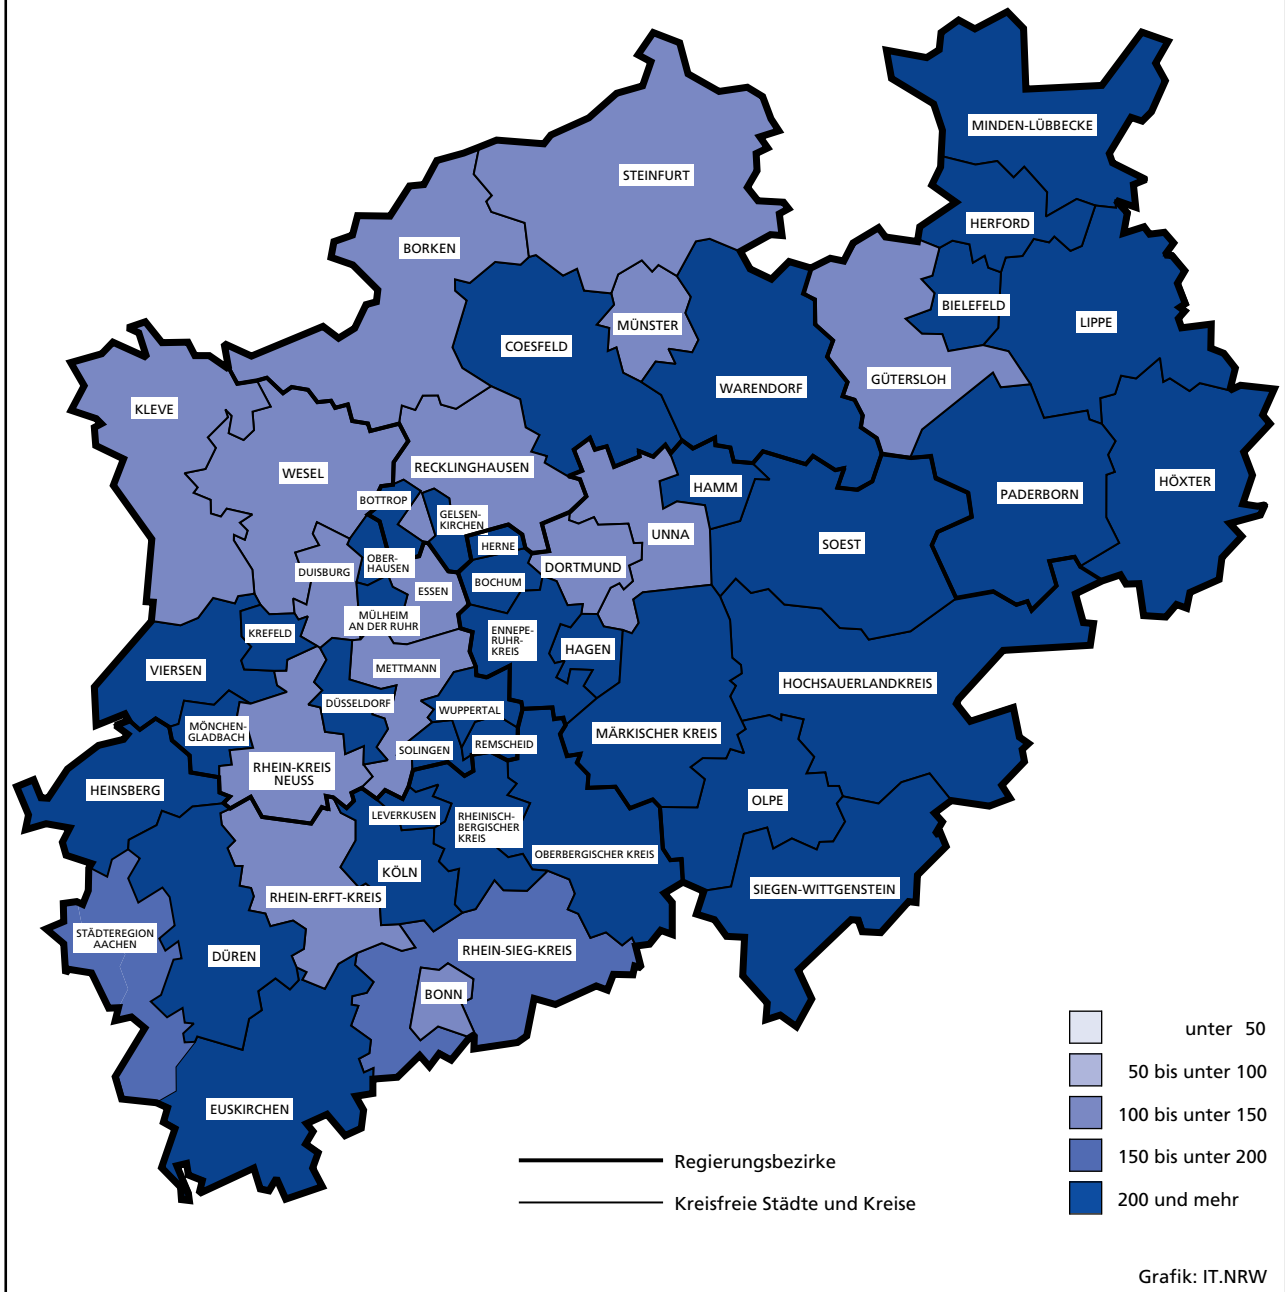 MINDEN-LÜBBECKE
STEINFURT
HERFORD
BORKEN
BIELEFELD
MÜNSTER
LIPPE
COESFELD
GÜTERSLOH
WARENDORF
KLEVE
RECKLINGHAUSEN
WESEL
HÖXTER
HAMM
PADERBORN
BOTTROP
GELSEN-
KIRCHEN
UNNA
SOEST
HERNE
OBER-
HAUSEN
DORTMUND
DUISBURG
BOCHUM
ESSEN
MÜLHEIM
AN DER RUHR
KREFELD
ENNEPE-
RUHR-
KREIS
HAGEN
VIERSEN
METTMANN
HOCHSAUERLANDKREIS
DÜSSELDORF
WUPPERTAL
MÖNCHEN-
GLADBACH
MÄRKISCHER KREIS
SOLINGEN
REMSCHEID
RHEIN-KREIS
NEUSS
HEINSBERG
OLPE
LEVERKUSEN
RHEINISCH-
BERGISCHER
KREIS
OBERBERGISCHER KREIS
KÖLN
SIEGEN-WITTGENSTEIN
RHEIN-ERFT-KREIS
STÄDTEREGION
AACHEN
RHEIN-SIEG-KREIS
DÜREN
BONN
EUSKIRCHEN
unter 50
50 bis unter 100
100 bis unter 150
150 bis unter 200
200 und mehr
Regierungsbezirke
Kreisfreie Städte und Kreise
Grafik: IT.NRW